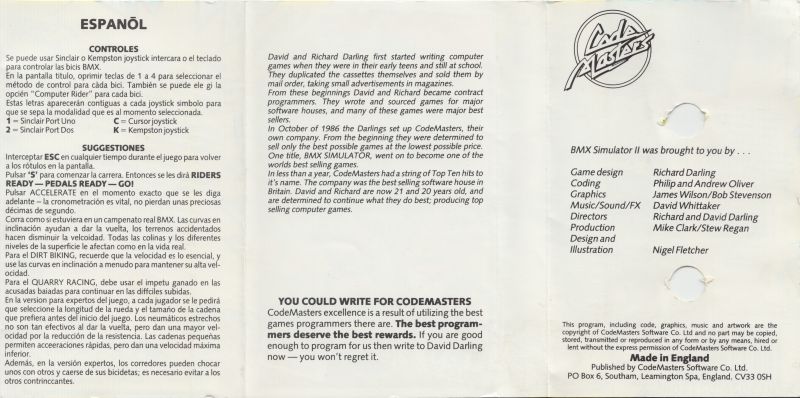 ESPANÕL
CONTROLES
Se puede usar Sinclair o Kempston joystick intercara o el teclado
para controlar las bicis BMX.
En la pantalla titulo, oprimir teclas de 1 a 4 para seleccionar el
método de control para cáda bici. También se puede ele gi la
opcién "Computer Rider" para cada bici.
Estas letras aparecerán contiguas a cada joystick simbolo para
que se sepa la modalidad que es al momento seleccionada.
1 = Sinclair Port Uno C = Cursor joystick
2 = Sinclair Port Dos K = Kempston joystick
SUGGESTIONES
Interceptar ESC en cualquier tiempo durante el juego para volver
a los rótulos en la pantalla.
Pulsar 'S' para comenzar la carrera. Entonces se les dirá RIDERS
READY — PEDALS READY — GO!
Pulsar ACCELERATE en el momento exacto que se les diga
adelante – la cronometración es vital, no pierdan unas preciosas
décimas de segundo.
Corra como si estuviera en un campenato real BMX. Las curvas en
inclinación ayudan a dar la vuelta, los terrenos accidentados
hacen disminuir la velcoidad. Todas las colinas y los diferentes
niveles de la superficie le afectan como en la vida real.
Para el DIRT BIKING, recuerde que la velocidad es lo esencial, y
use las curvas en inclinación a menudo para mantener su alta vel-
ocidad.
Para el QUARRY RACING, debe usar el impetu ganado en las
acusadas baiadas para continuar en las diffciles subidas.
En la version para expertos del juego, a cada jugador se le pedirá
que seleccione la longitud de la rueda y el tamaño de la cadena
que prefiera antes del inicio del juego. Los neumáticos estrechos
no son tan efectivos al dar la vuelta, pero dan una mayor vel-
ocidad por la reducción de la resistencia. Las cadenas pequeñas
permiten acceeraciones rápidas, pero dan una velocidad máxima
inferior.
Además, en la versión expertos, los corredores pueden chocar
unos con otros y caerse de sus bicidetas; es necesario evitar a los
otros contrinccantes.
David and Richard Darling first started writing computer
games when they were in their early teens and still at school.
They duplicated the cassettes themselves and sold them by
mail order, taking small advertisements in magazines.
From these beginnings David and Richard became contract
programmers. They wrote and sourced games for major
software houses, and many of these games were major best
sellers.
In October of 1986 the Darlings set up CodeMasters, their
own company. From the beginning they were determined to
sell only the best possible games at the lowest possible price.
One title, BMX SIMULATOR, went on to become one of the
worlds best selling games.
In less than a year, CodeMasters had a string of Top Ten hits to
it's name. The company was the best selling software house in
Britain. David and Richard are now 21 and 20 years old, and
are determined to continue what they do best; producing top
selling computer games.
YOU COULD WRITE FOR CODEMASTERS
CodeMasters excellence is a result of utilizing the best
games programmers there are. The best program-
mers deserve the best rewards. If you are good
enough to program for us then write to David Darling
now — you won't regret it.
Code
Masters
BMX Simulator II was brought to you by . . .
Game design Richard Darling
Coding Philip and Andrew Oliver
Graphics James Wilson/Bob Stevenson
Music/Sound/FX David Whittaker
Directors Richard and David Darling
Production Mike Clark/Stew Regan
Design and
Illustration Nigel Fletcher
This program, including code, graphics, music and artwork are the
copyright of CodeMasters Software Co. Ltd and no part may be copied,
stored, transmitted or reproduced in any form or by any means, hired or
lent without the express permission of CodeMasters Software Co. Ltd.
Made in England
Published by CodeMasters Software Co. Ltd.
PO Box 6, Southam, Leamington Spa, England. CV33 0SH